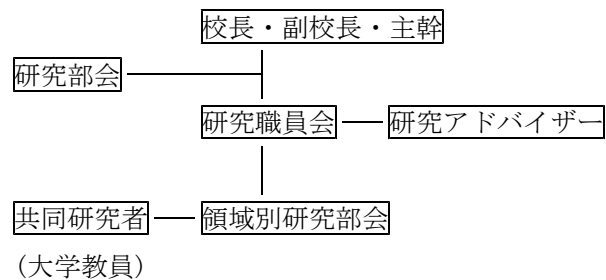 校長・副校長・主幹
研究部会
研究職員会 研究アドバイザー
共同研究者 領域別研究部会
（大学教員）